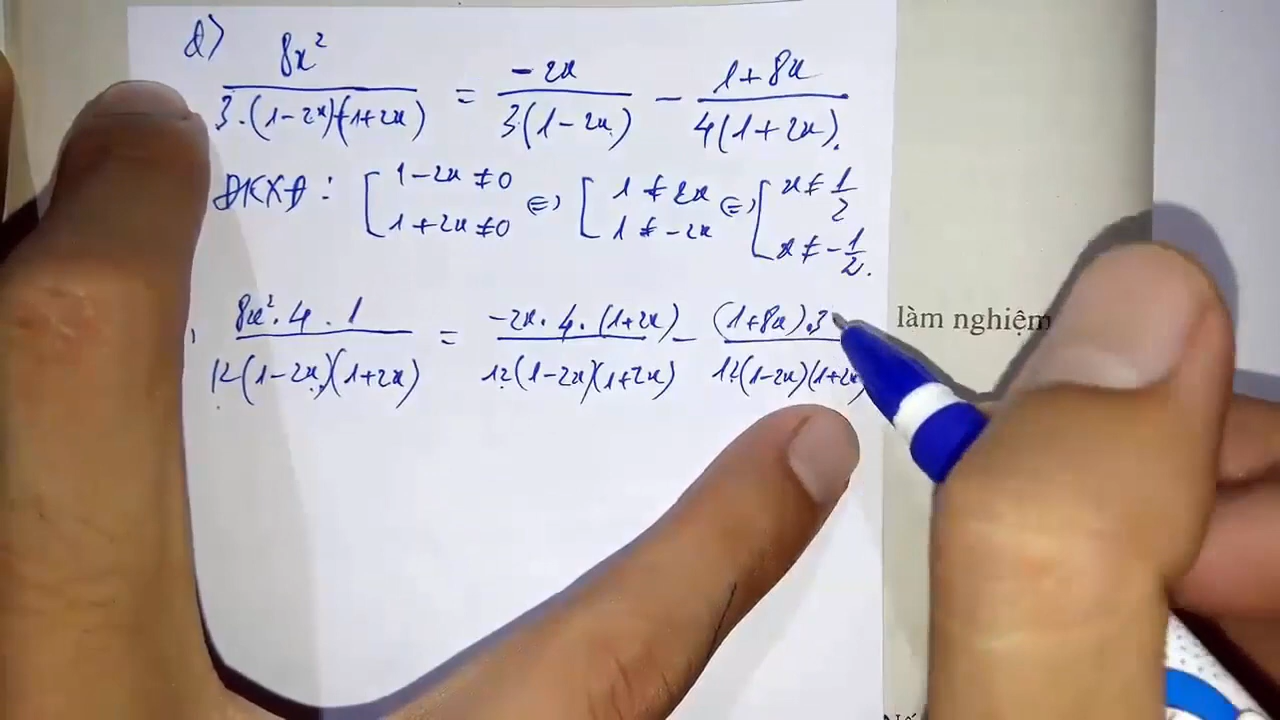 d)
8x² / 3.(1-2x)(1+2x) = -2x / 3(1-2x) - 1+8x / 4(1+2x).
ĐKXĐ: [ 1-2x ≠ 0 ; 1+2x ≠ 0 ⇔ [ 1 ≠ 2x ; 1 ≠ -2x ⇔ [ x ≠ 1/2 ; x ≠ -1/2.
8x².4.1 / 12(1-2x)(1+2x) = -2x.4.(1+2x) / 12(1-2x)(1+2x) - (1+8x).3 / 12(1-2x)(1+2x
làm nghiệm